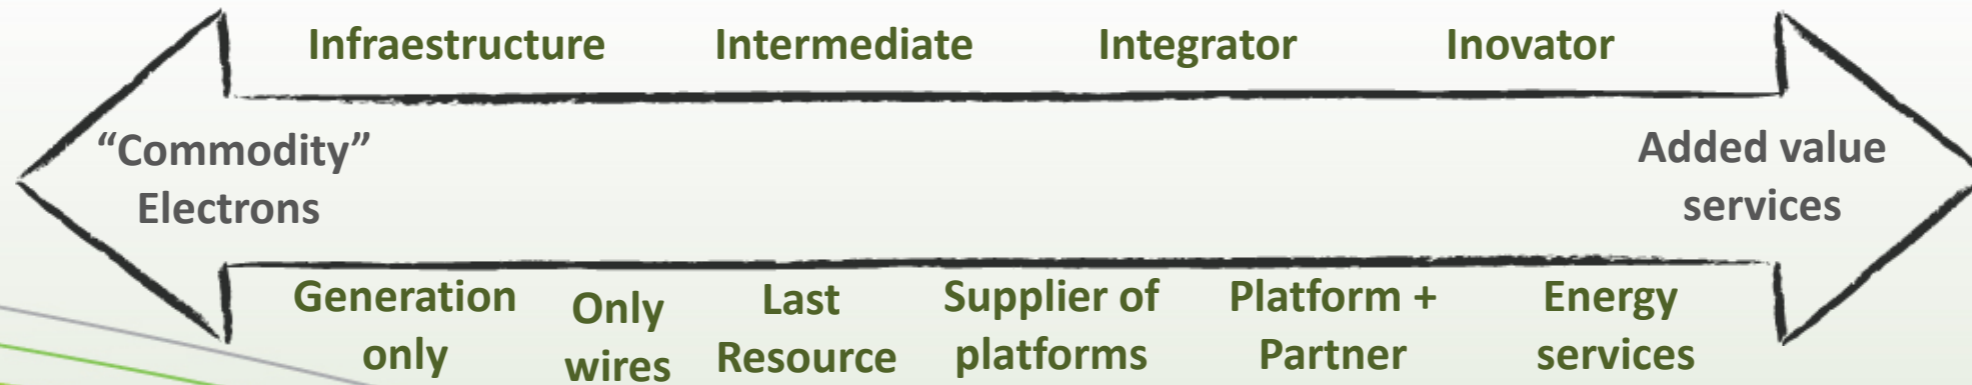 Infraestructure Intermediate Integrator Inovator
“Commodity”
Electrons
Added value
services
Generation
only
Only
wires
Last
Resource
Supplier of
platforms
Platform +
Partner
Energy
services